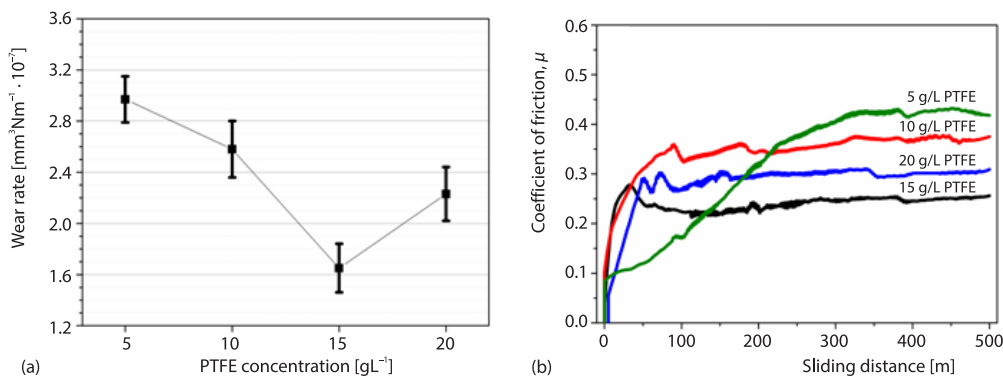 Wear rate [mm³Nm⁻¹ · 10⁻⁷]
3.6
3.2
2.8
2.4
2.0
1.6
1.2
5
10
15
20
PTFE concentration [gL⁻¹]
(a)
Coefficient of friction, μ
0.6
0.5
0.4
0.3
0.2
0.1
0.0
5 g/L PTFE
10 g/L PTFE
20 g/L PTFE
15 g/L PTFE
0
100
200
300
400
500
Sliding distance [m]
(b)